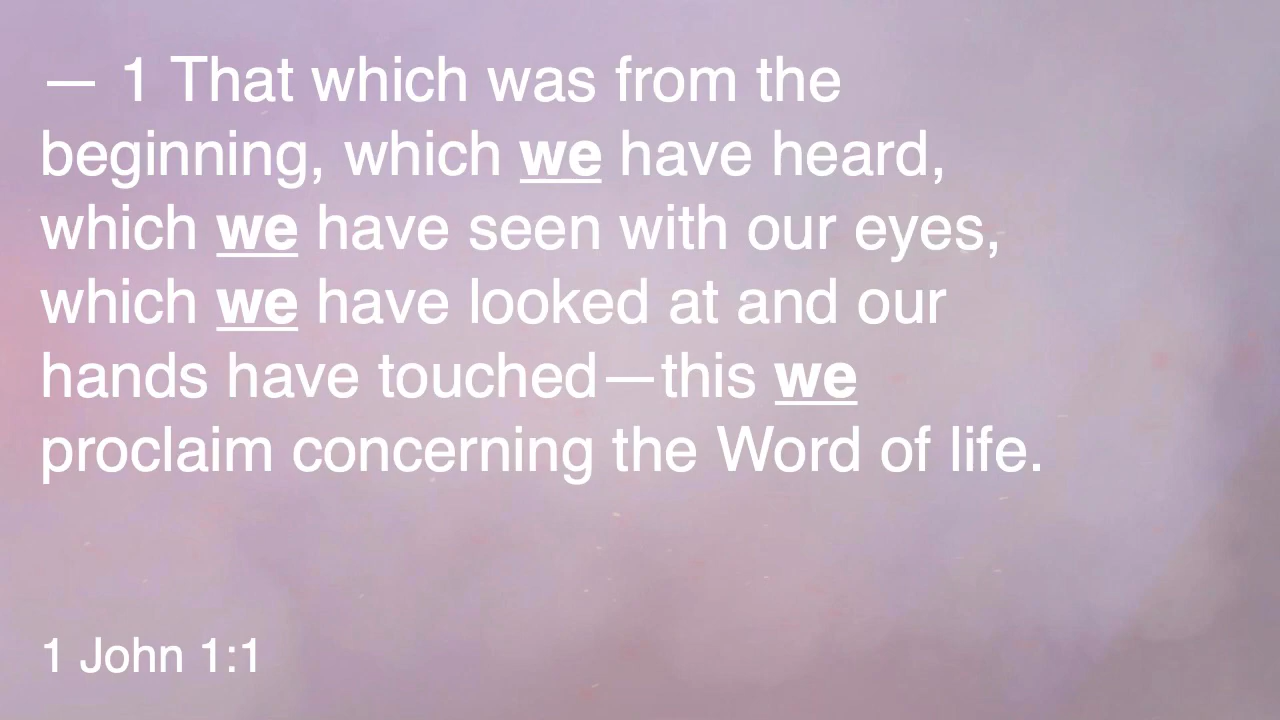 — 1 That which was from the
beginning, which we have heard,
which we have seen with our eyes,
which we have looked at and our
hands have touched—this we
proclaim concerning the Word of life.
1 John 1:1